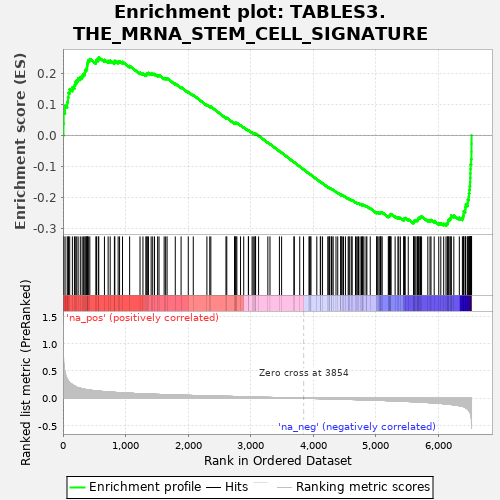 Enrichment plot: TABLES3.
THE_MRNA_STEM_CELL_SIGNATURE
Enrichment score (ES)
0.2
0.1
0.0
-0.1
-0.2
-0.3
Ranked list metric (PreRanked)
'na_pos' (positively correlated)
1.5
1.0
0.5
0.0
-0.5
Zero cross at 3854
'na_neg' (negatively correlated)
0
1,000
2,000
3,000
4,000
5,000
6,000
Rank in Ordered Dataset
Enrichment profile
Hits
Ranking metric scores